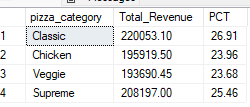 pizza_category Total_Revenue PCT
1 Classic 220053.10 26.91
2 Chicken 195919.50 23.96
3 Veggie 193690.45 23.68
4 Supreme 208197.00 25.46